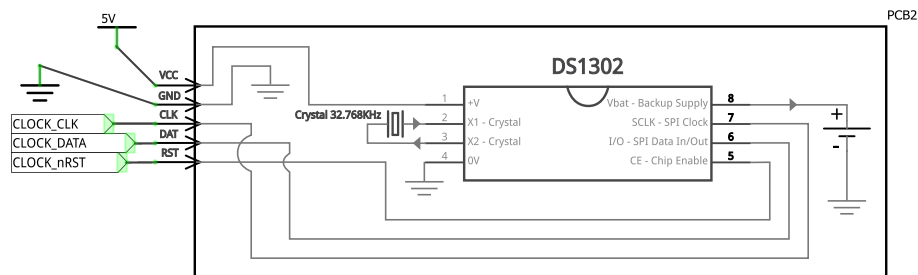 PCB2
5V
DS1302
VCC
GND
CLK
DAT
RST
CLOCK_CLK
CLOCK_DATA
CLOCK_nRST
Crystal 32.768KHz
1 +V
2 X1 - Crystal
3 X2 - Crystal
4 0V
Vbat - Backup Supply 8
SCLK - SPI Clock 7
I/O - SPI Data In/Out 6
CE - Chip Enable 5
+
-